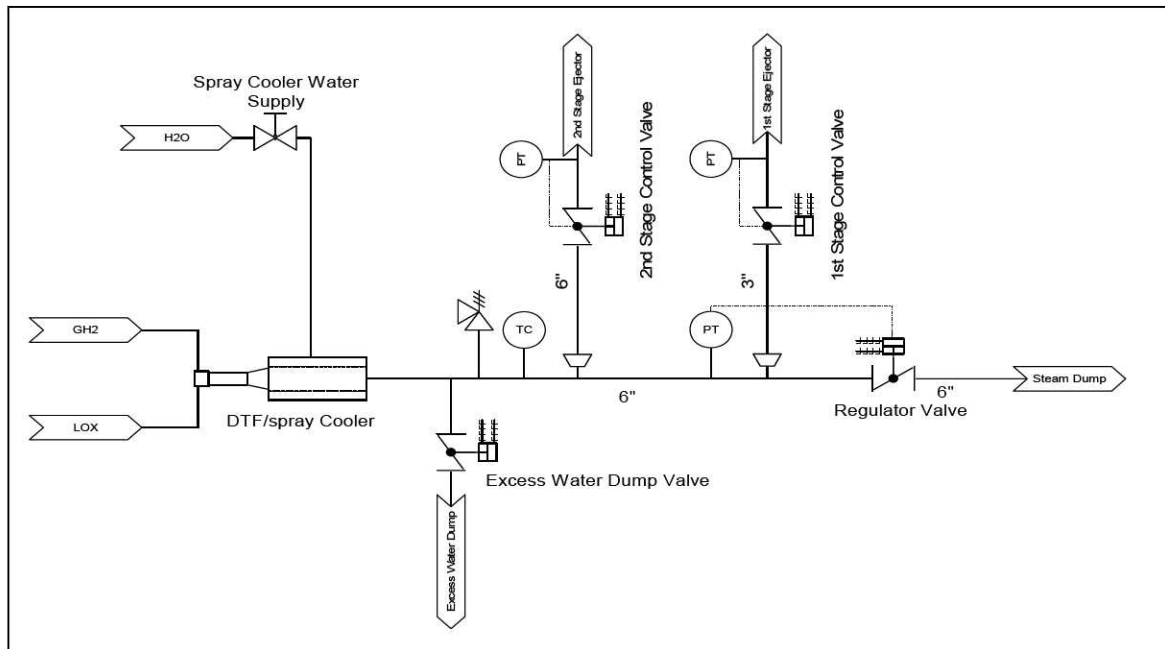 Spray Cooler Water
Supply
H2O
2nd Stage Ejector
1st Stage Ejector
PT
PT
2nd Stage Control Valve
1st Stage Control Valve
6"
3"
GH2
TC
PT
LOX
DTF/spray Cooler
6"
Regulator Valve
6"
Steam Dump
Excess Water Dump Valve
Excess Water Dump